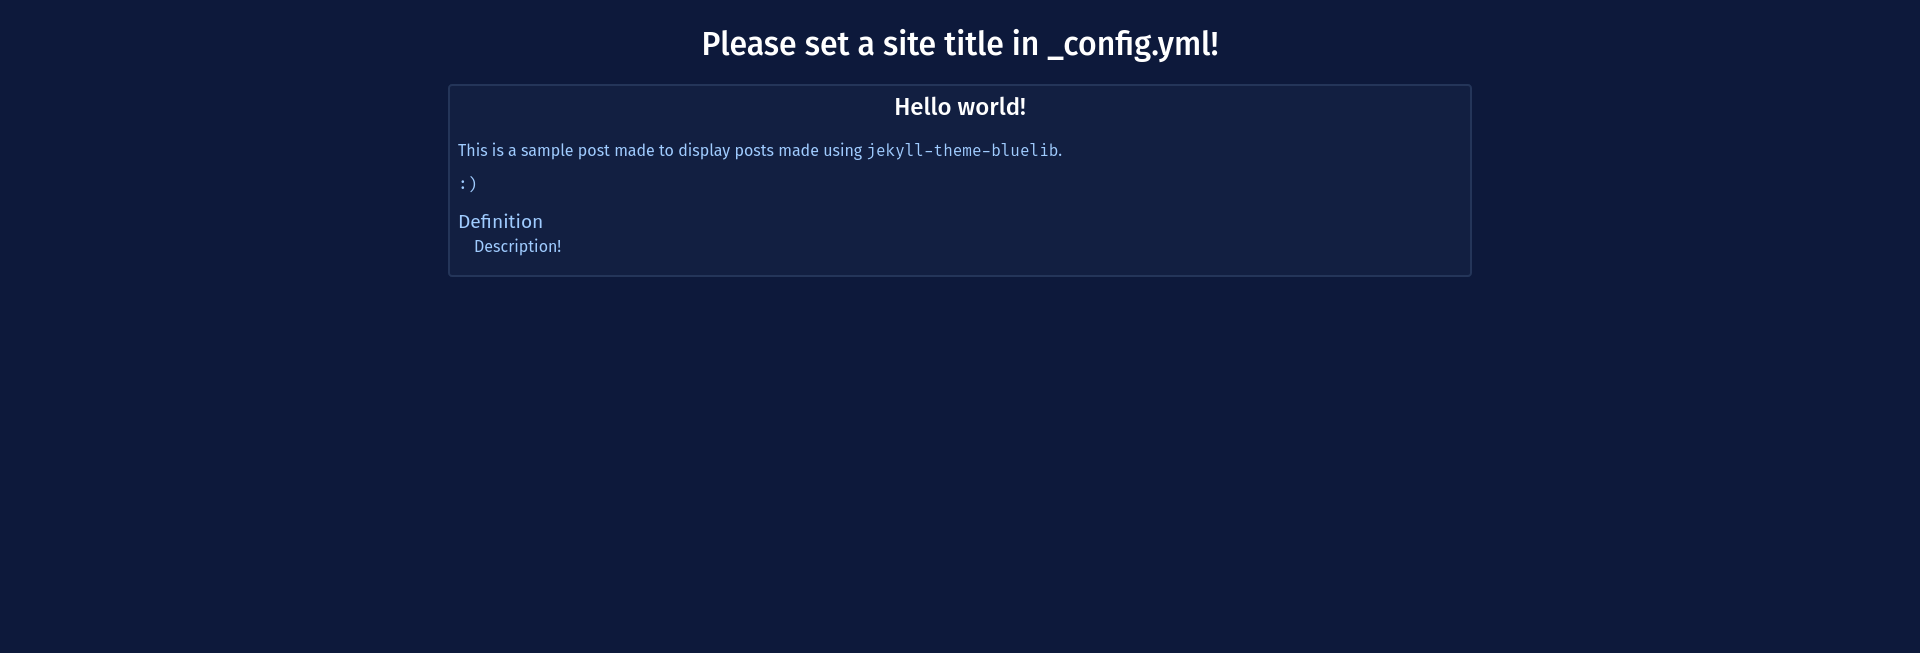 Please set a site title in _config.yml!
Hello world!
This is a sample post made to display posts made using jekyll-theme-bluelib.
:)
Definition
Description!